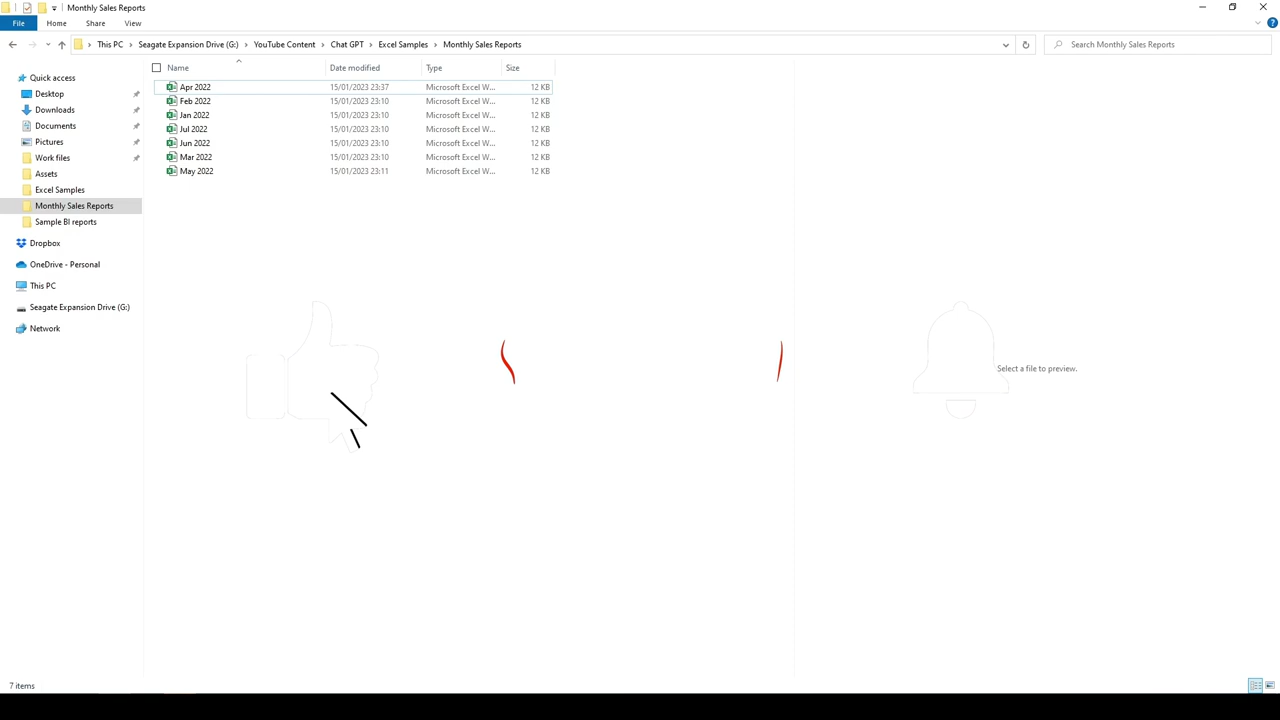 Monthly Sales Reports
File Home Share View
This PC Seagate Expansion Drive (G:) YouTube Content Chat GPT Excel Samples Monthly Sales Reports Search Monthly Sales Reports
Name Date modified Type Size
Apr 2022 15/01/2023 23:37 Microsoft Excel W... 12 KB
Feb 2022 15/01/2023 23:10 Microsoft Excel W... 12 KB
Jan 2022 15/01/2023 23:10 Microsoft Excel W... 12 KB
Jul 2022 15/01/2023 23:10 Microsoft Excel W... 12 KB
Jun 2022 15/01/2023 23:10 Microsoft Excel W... 12 KB
Mar 2022 15/01/2023 23:10 Microsoft Excel W... 12 KB
May 2022 15/01/2023 23:11 Microsoft Excel W... 12 KB
Quick access
Desktop
Downloads
Documents
Pictures
Work files
Assets
Excel Samples
Monthly Sales Reports
Sample BI reports
Dropbox
OneDrive - Personal
This PC
Seagate Expansion Drive (G:)
Network
Select a file to preview.
7 items